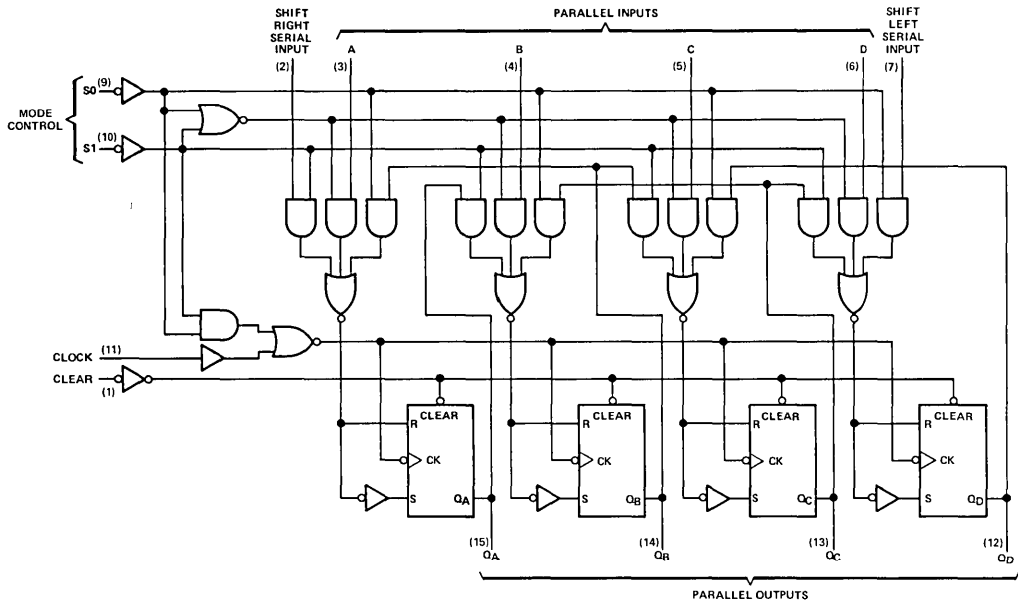 SHIFT
RIGHT
SERIAL
INPUT
(2)
PARALLEL INPUTS
A
(3)
B
(4)
C
(5)
D
(6)
SHIFT
LEFT
SERIAL
INPUT
(7)
MODE
CONTROL
S0 (9)
S1 (10)
CLOCK (11)
CLEAR
(1)
CLEAR
R
CK
S
QA
CLEAR
R
CK
S
QB
CLEAR
R
CK
S
QC
CLEAR
R
CK
S
QD
(15)
QA
(14)
QB
(13)
QC
(12)
QD
PARALLEL OUTPUTS